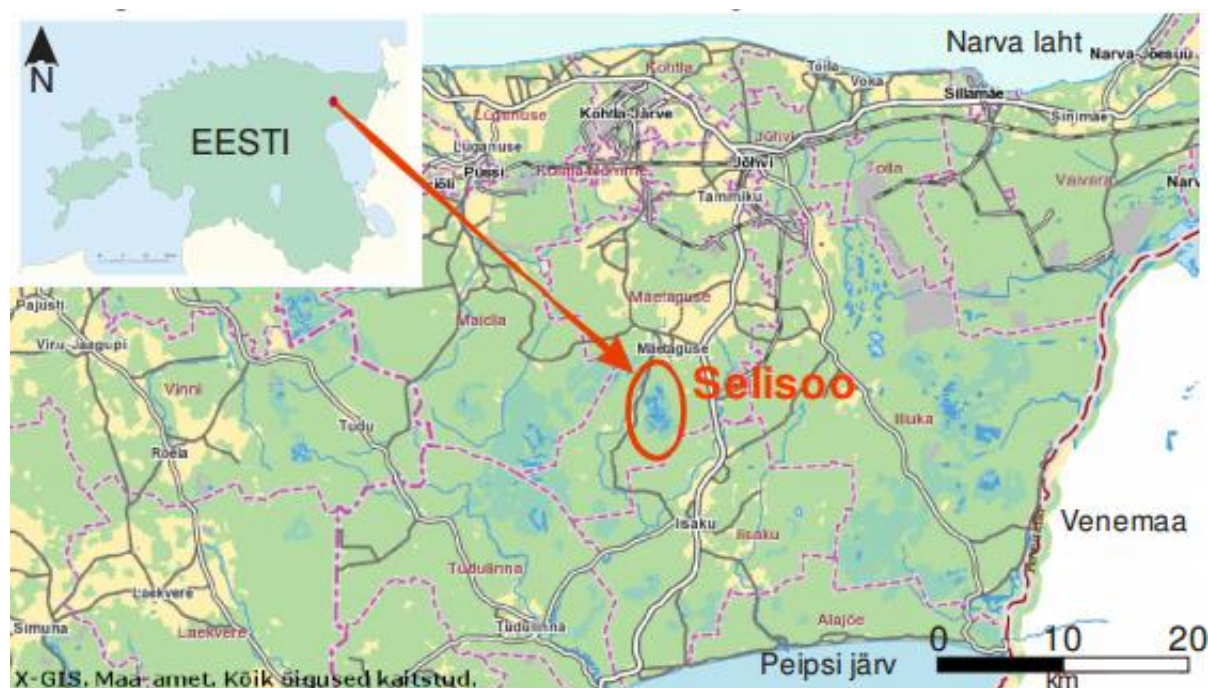 N
EESTI
Narva laht
Narva-Jõesuu
Toila
Voka
Sillamäe
Sinimäe
Kohtla
Kohtla-Järve
Lüganuse
Lüganuse
Püssi
Kohtla-Nõmme
Jõhvi
Jõhvi
Tammiku
Toila
Vaivara
Narv
Pajusti
Viru-Jaagupi
Maidla
Mäetaguse
Mäetaguse
Selisoo
Vinni
Roela
Tudu
Illuka
Iisaku
Iisaku
Venemaa
Tudulinna
Tudulinna
Laekvere
Laekvere
Simuna
Alajõe
Peipsi järv
0 10 20
km
X-GIS. Maa-amet. Kõik õigused kaitstud.